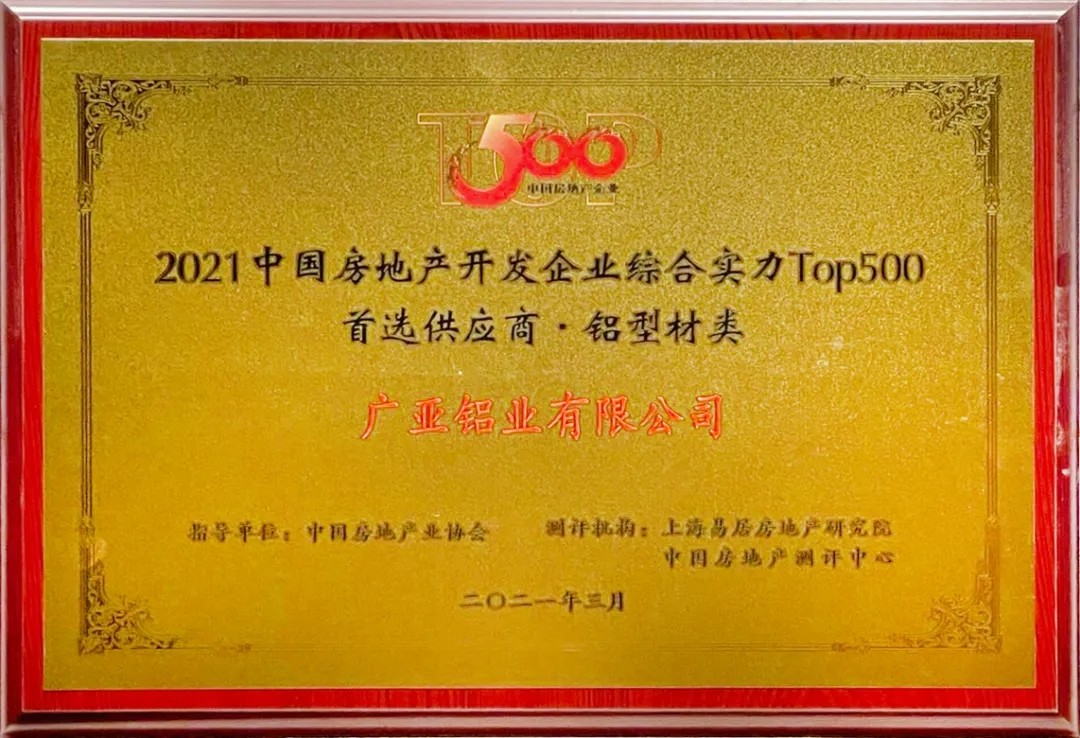 TOP
500
中国房地产企业
2021中国房地产开发企业综合实力Top500
首选供应商·铝型材类
广亚铝业有限公司
指导单位：中国房地产业协会
测评机构：上海易居房地产研究院
中国房地产测评中心
二〇二一年三月